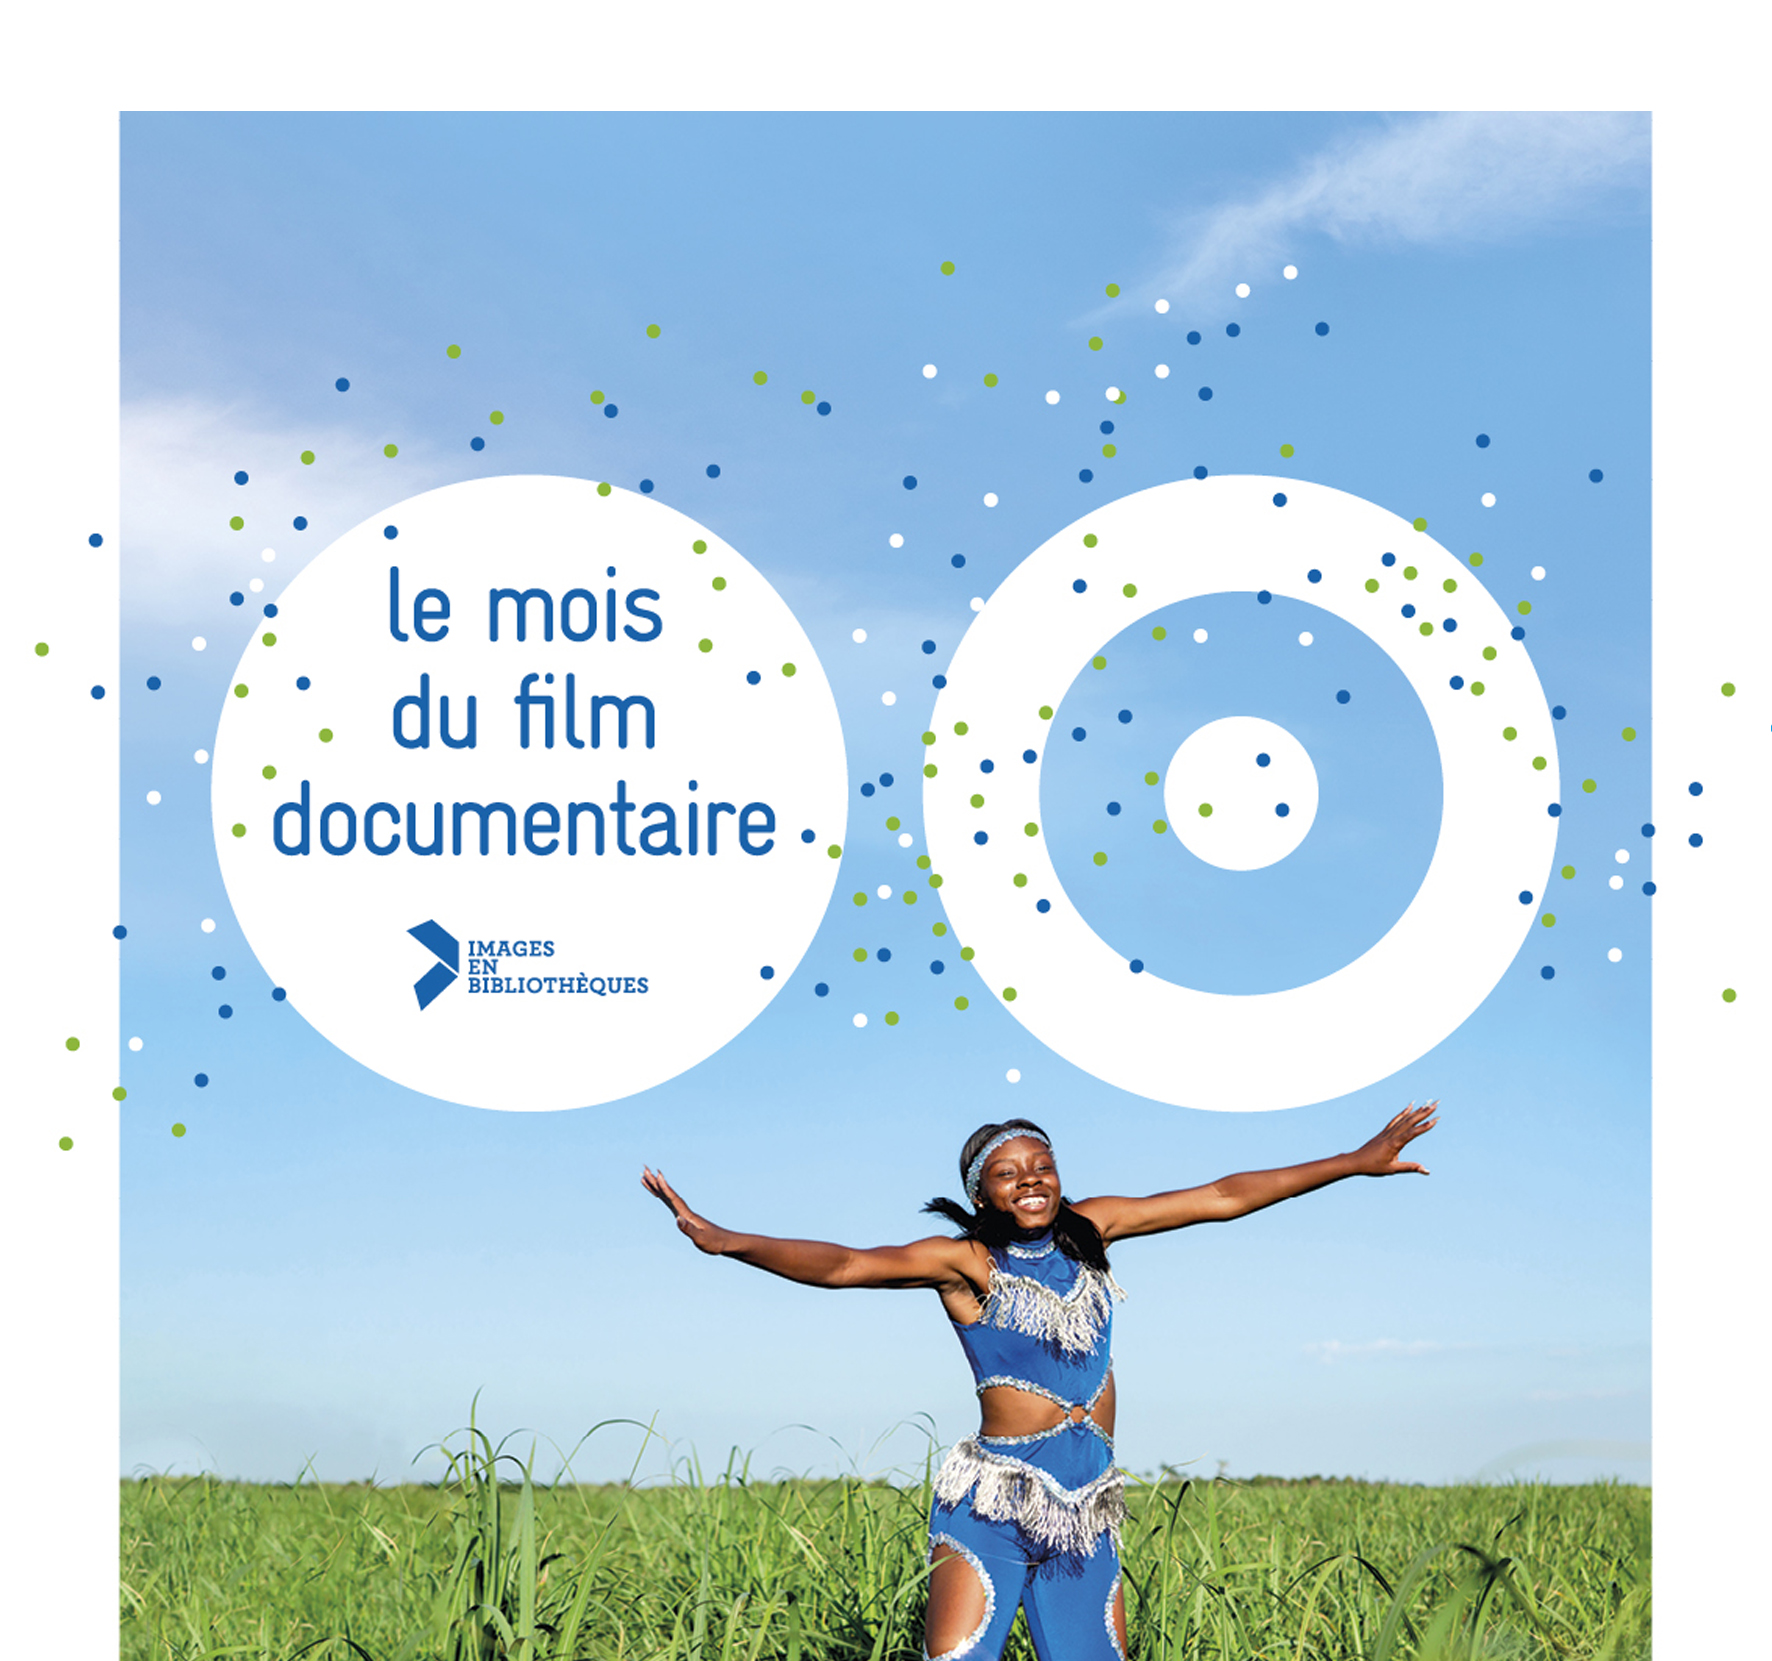 le mois
du film
documentaire
IMAGES
EN
BIBLIOTHÈQUES